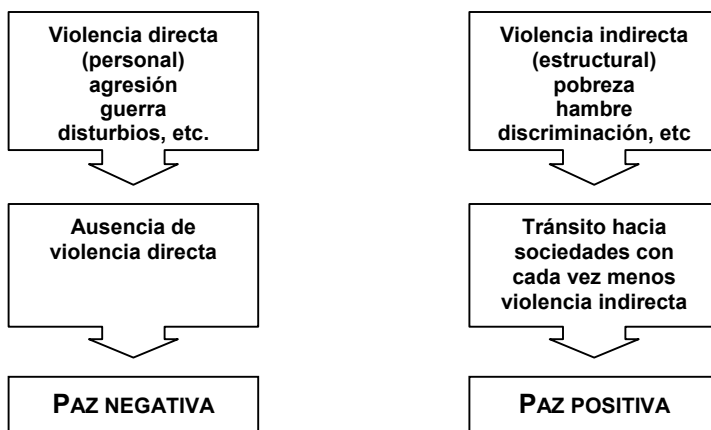 Violencia directa
(personal)
agresión
guerra
disturbios, etc.
Violencia indirecta
(estructural)
pobreza
hambre
discriminación, etc
Ausencia de
violencia directa
Tránsito hacia
sociedades con
cada vez menos
violencia indirecta
PAZ NEGATIVA
PAZ POSITIVA